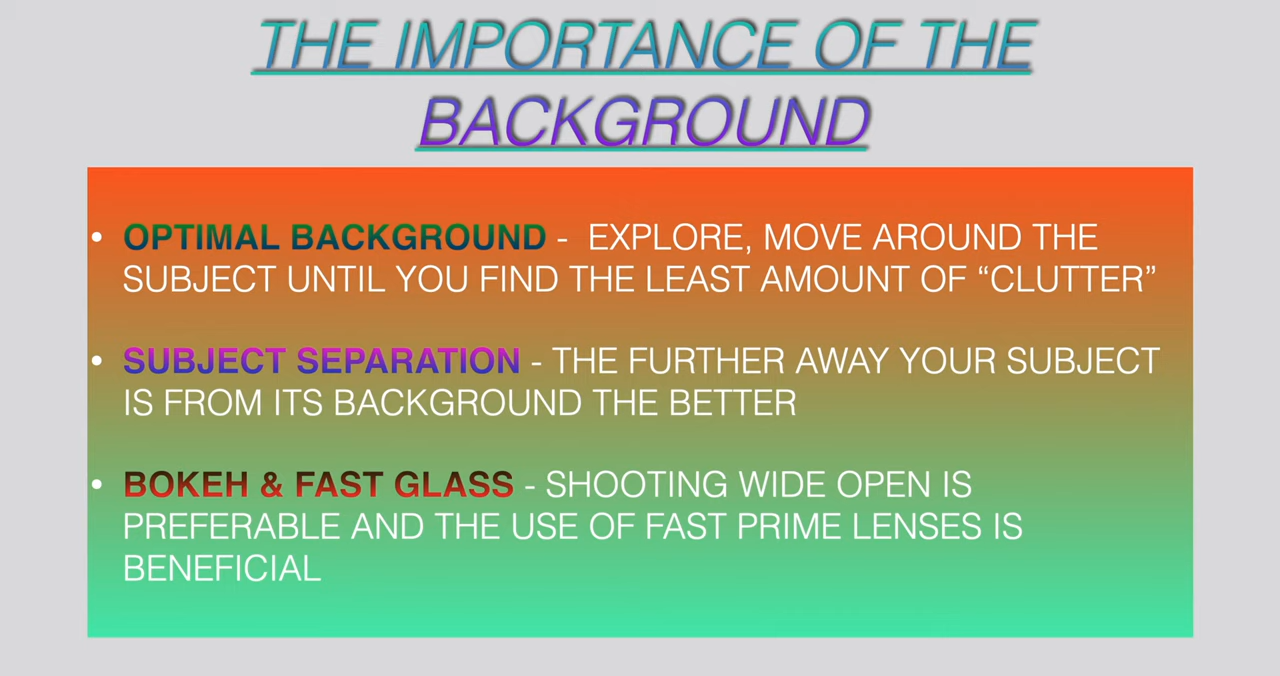 THE IMPORTANCE OF THE
BACKGROUND
• OPTIMAL BACKGROUND - EXPLORE, MOVE AROUND THE
SUBJECT UNTIL YOU FIND THE LEAST AMOUNT OF “CLUTTER”
• SUBJECT SEPARATION - THE FURTHER AWAY YOUR SUBJECT
IS FROM ITS BACKGROUND THE BETTER
• BOKEH & FAST GLASS - SHOOTING WIDE OPEN IS
PREFERABLE AND THE USE OF FAST PRIME LENSES IS
BENEFICIAL